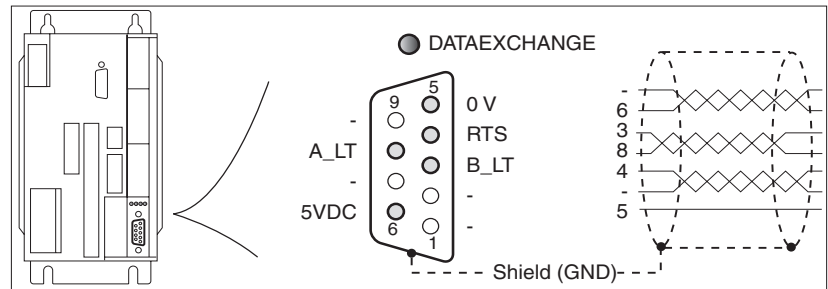 DATAEXCHANGE
5
9
0 V
-
RTS
A_LT
B_LT
-
-
5VDC
-
6
1
Shield (GND)
-
6
3
8
4
-
5